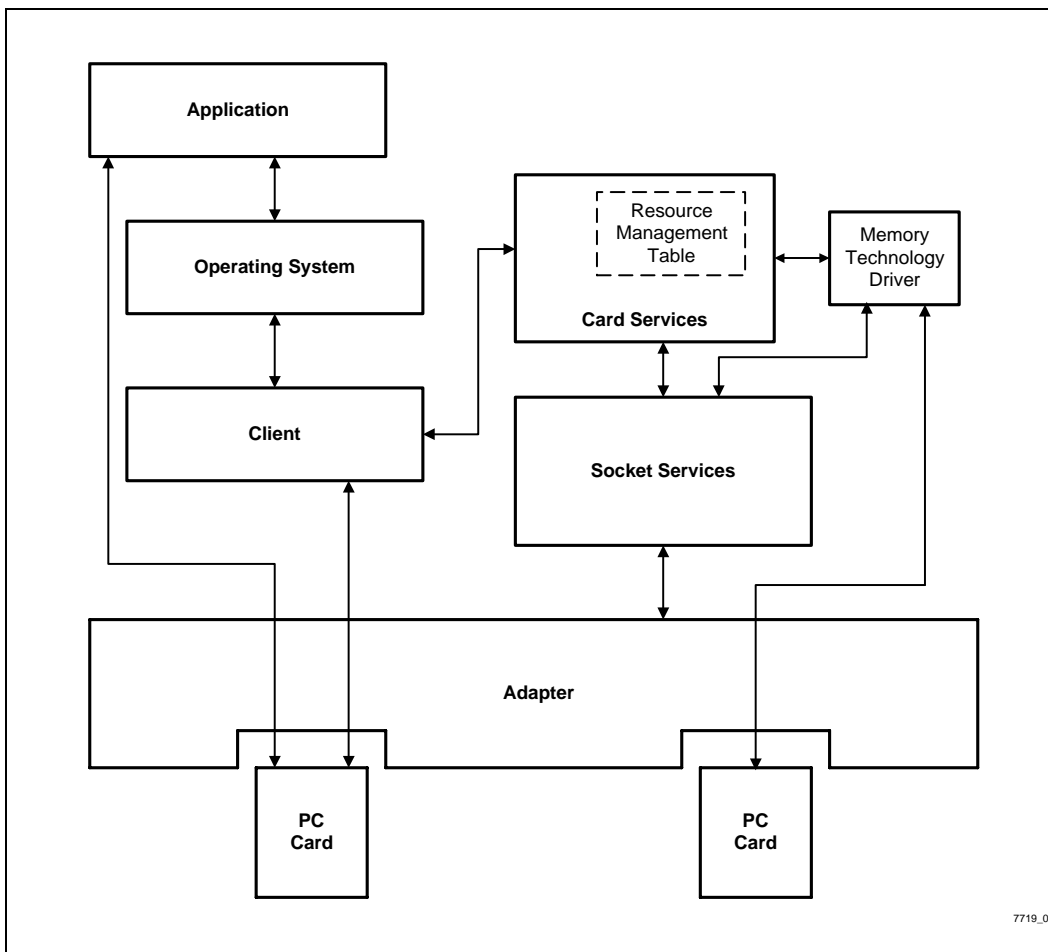 Application
Operating System
Client
Resource
Management
Table
Card Services
Memory
Technology
Driver
Socket Services
Adapter
PC
Card
PC
Card
7719_0